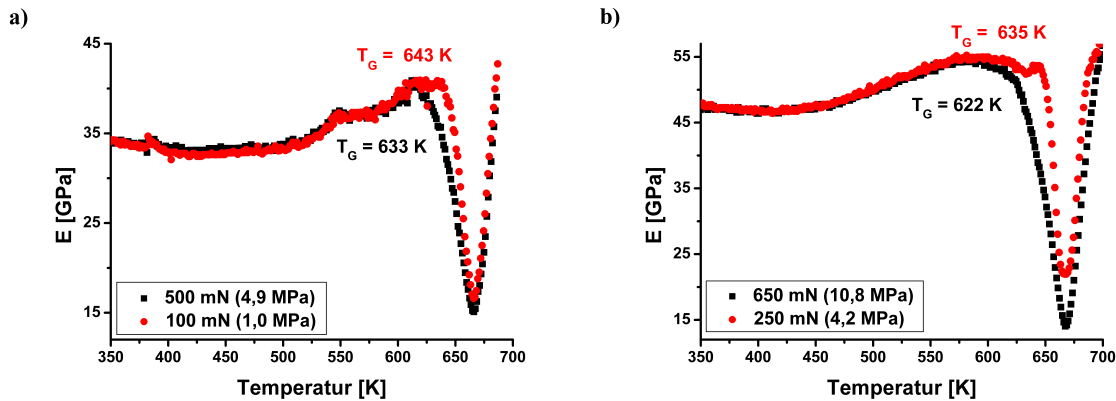 a)
45
35
25
15
E [GPa]
T_G = 643 K
T_G = 633 K
500 mN (4,9 MPa)
100 mN (1,0 MPa)
350 400 450 500 550 600 650 700
Temperatur [K]
b)
55
45
35
25
15
E [GPa]
T_G = 635 K
T_G = 622 K
650 mN (10,8 MPa)
250 mN (4,2 MPa)
350 400 450 500 550 600 650 700
Temperatur [K]